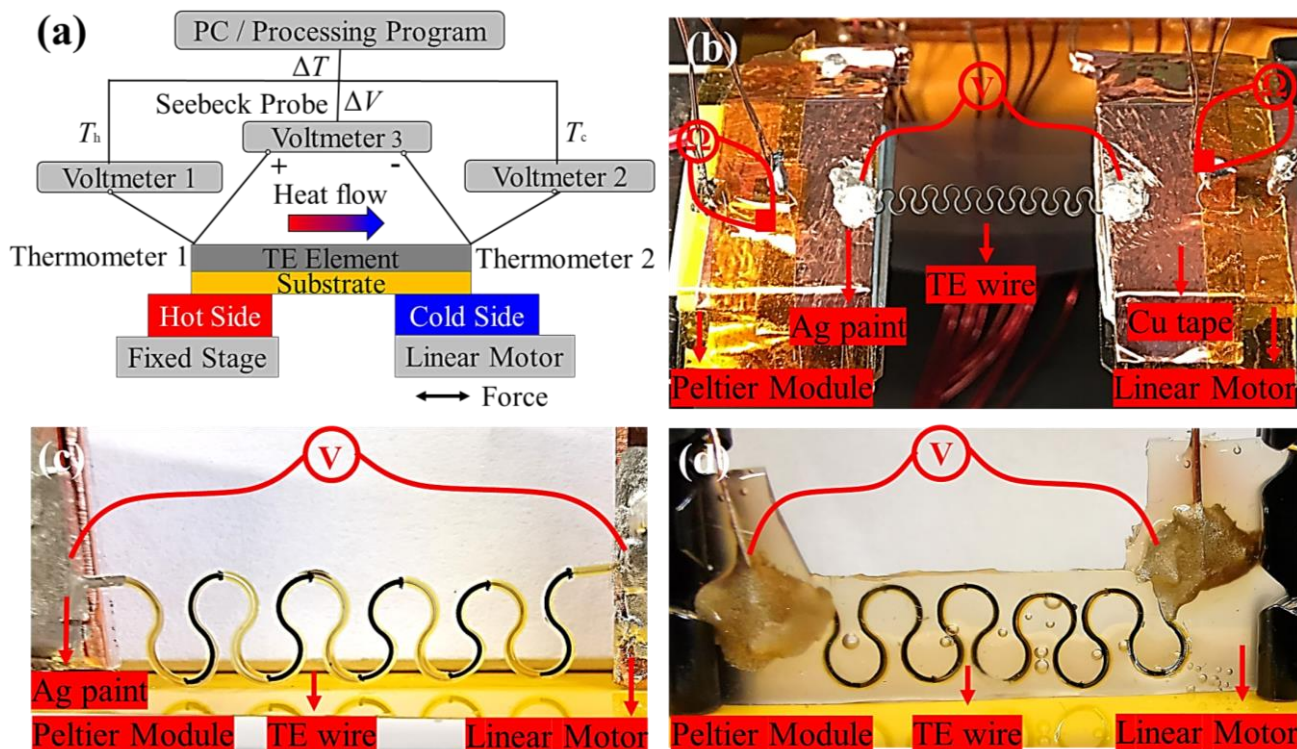 (a)
PC / Processing Program
ΔT
Seebeck Probe ΔV
Th
Voltmeter 3
Tc
Voltmeter 1
+
-
Voltmeter 2
Heat flow
Thermometer 1
TE Element
Thermometer 2
Substrate
Hot Side
Cold Side
Fixed Stage
Linear Motor
Force
(b)
V
Ω
Ω
TE wire
Ag paint
Cu tape
Peltier Module
Linear Motor
(c)
V
Ag paint
Peltier Module
TE wire
Linear Motor
(d)
V
Peltier Module
TE wire
Linear Motor